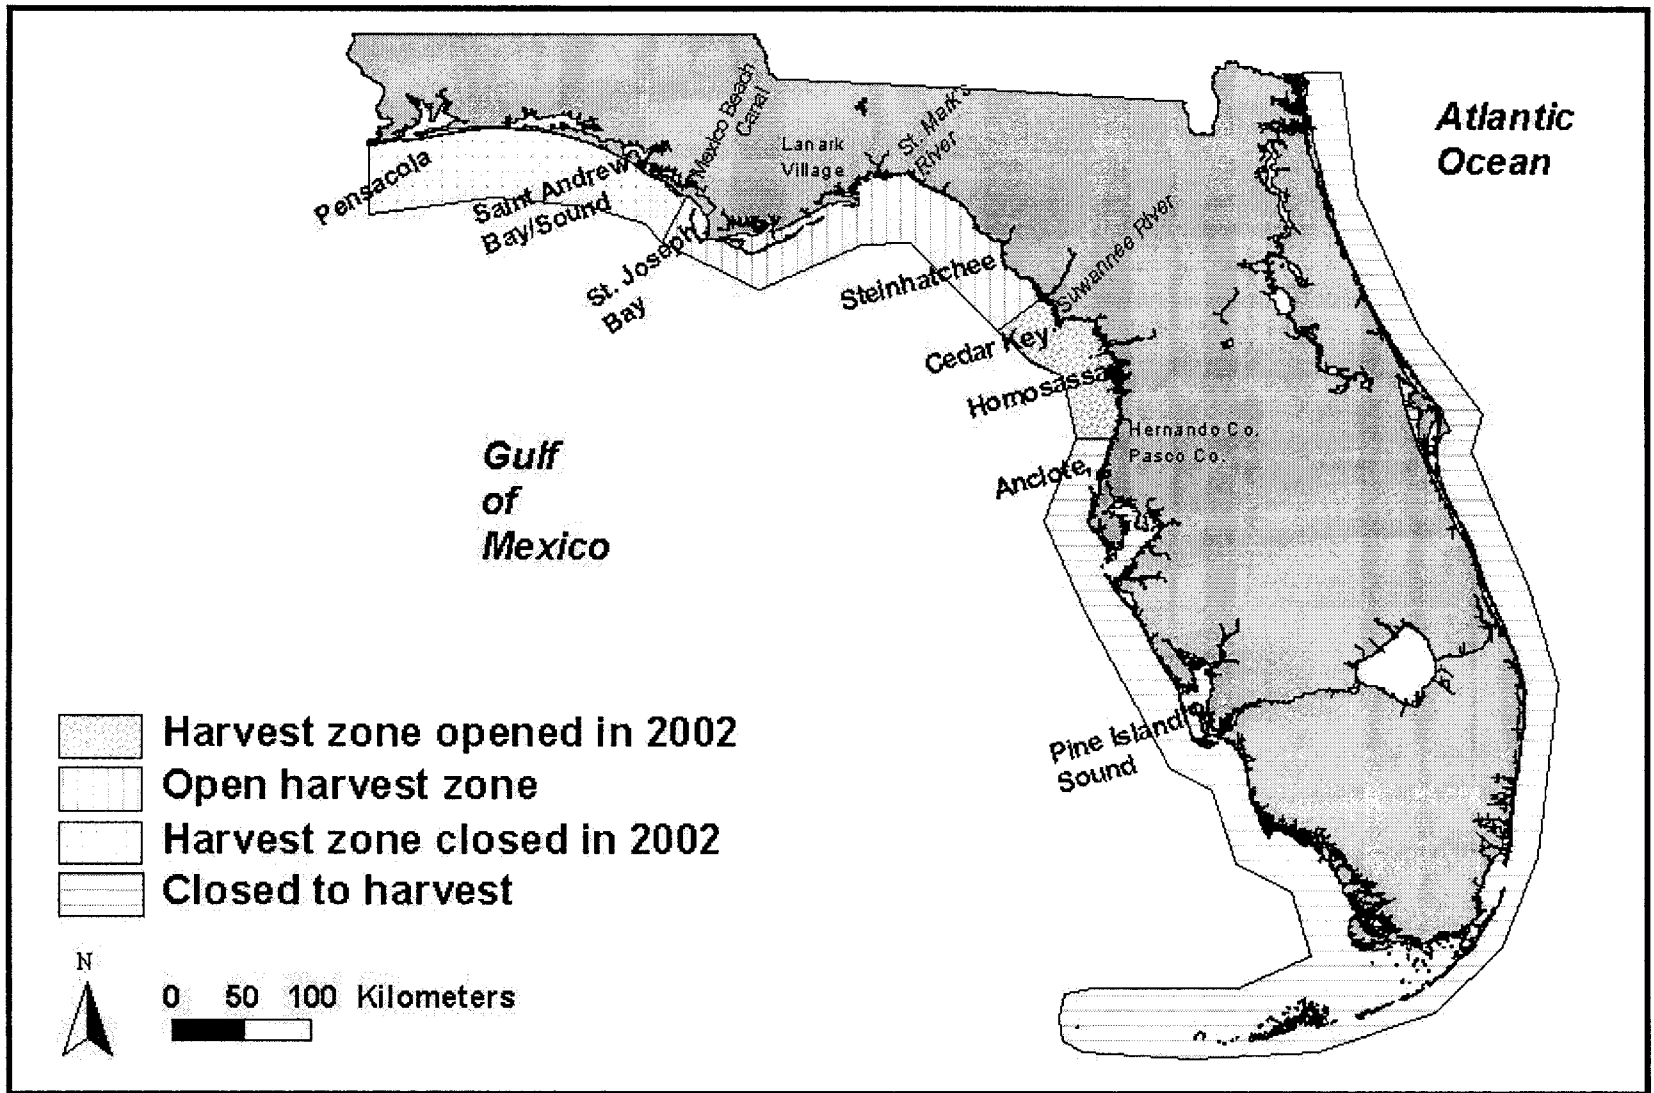 Atlantic
Ocean
Mexico Beach
Canal
Lanark
Village
St. Mark's
River
Pensacola
Saint Andrew
Bay/Sound
St. Joseph
Bay
Steinhatchee
Suwannee River
Cedar Key
Homosassa
Hernando Co.
Pasco Co.
Anclote
Gulf
of
Mexico
Pine Island
Sound
Harvest zone opened in 2002
Open harvest zone
Harvest zone closed in 2002
Closed to harvest
N
0 50 100 Kilometers